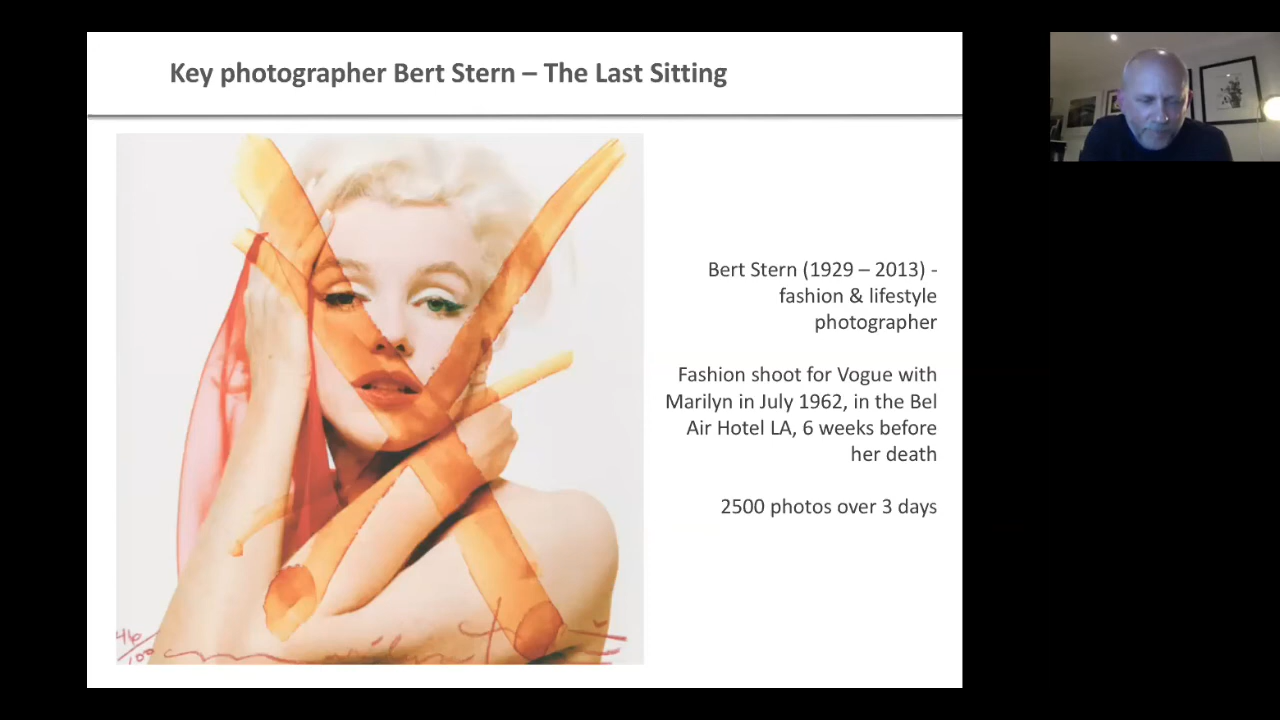 Key photographer Bert Stern – The Last Sitting
Bert Stern (1929 – 2013) -
fashion & lifestyle
photographer
Fashion shoot for Vogue with
Marilyn in July 1962, in the Bel
Air Hotel LA, 6 weeks before
her death
2500 photos over 3 days
46/100